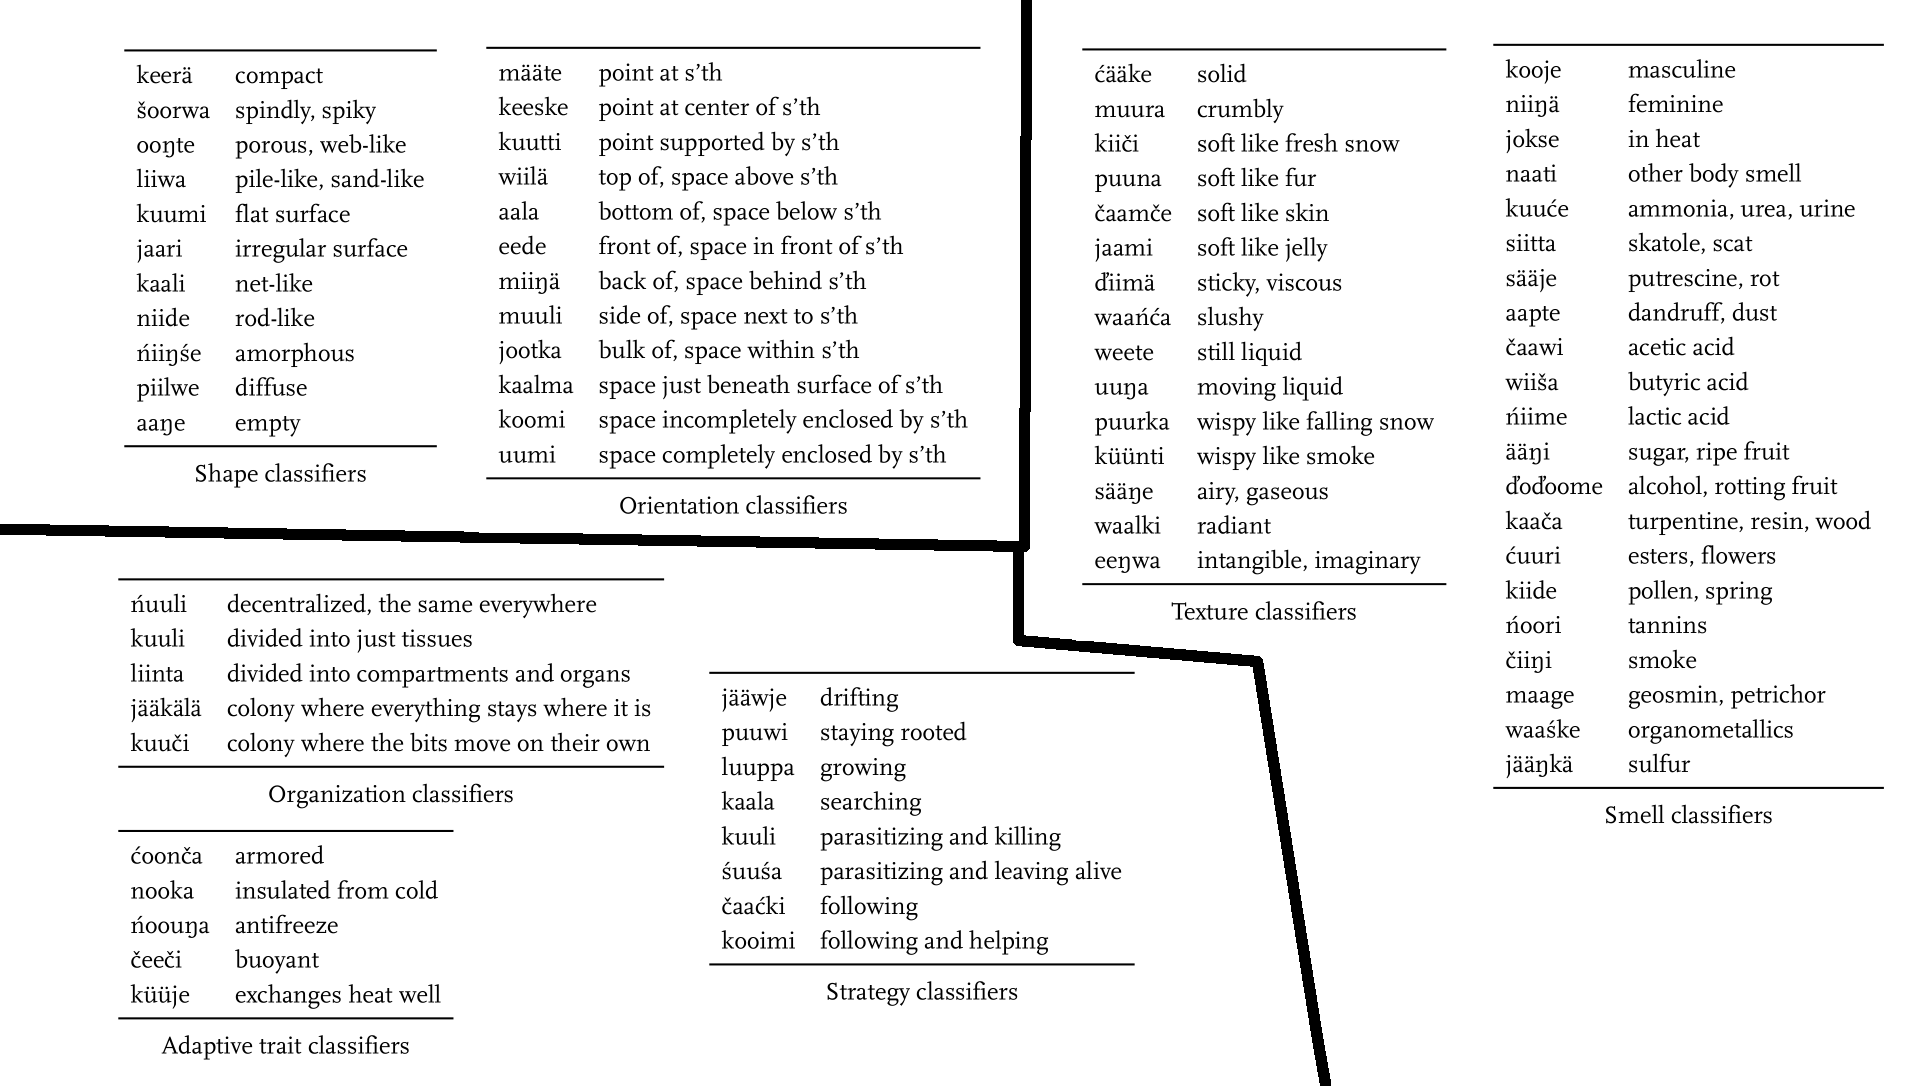 keerä compact
šoorwa spindly, spiky
ooŋte porous, web-like
liiwa pile-like, sand-like
kuumi flat surface
jaari irregular surface
kaali net-like
niide rod-like
ńiiŋśe amorphous
piilwe diffuse
aaŋe empty
Shape classifiers
määte point at s’th
keeske point at center of s’th
kuutti point supported by s’th
wiilä top of, space above s’th
aala bottom of, space below s’th
eede front of, space in front of s’th
miiŋä back of, space behind s’th
muuli side of, space next to s’th
jootka bulk of, space within s’th
kaalma space just beneath surface of s’th
koomi space incompletely enclosed by s’th
uumi space completely enclosed by s’th
Orientation classifiers
ćääke solid
muura crumbly
kiiči soft like fresh snow
puuna soft like fur
čaamče soft like skin
jaami soft like jelly
ďiimä sticky, viscous
waańća slushy
weete still liquid
uuŋa moving liquid
puurka wispy like falling snow
küünti wispy like smoke
sääŋe airy, gaseous
waalki radiant
eeŋwa intangible, imaginary
Texture classifiers
kooje masculine
niiŋä feminine
jokse in heat
naati other body smell
kuuće ammonia, urea, urine
siitta skatole, scat
sääje putrescine, rot
aapte dandruff, dust
čaawi acetic acid
wiiša butyric acid
ńiime lactic acid
ääŋi sugar, ripe fruit
ďoďoome alcohol, rotting fruit
kaača turpentine, resin, wood
ćuuri esters, flowers
kiide pollen, spring
ńoori tannins
čiiŋi smoke
maage geosmin, petrichor
waaśke organometallics
jääŋkä sulfur
Smell classifiers
ńuuli decentralized, the same everywhere
kuuli divided into just tissues
liinta divided into compartments and organs
jääkälä colony where everything stays where it is
kuuči colony where the bits move on their own
Organization classifiers
ćoonča armored
nooka insulated from cold
ńoouŋa antifreeze
čeeči buoyant
küüje exchanges heat well
Adaptive trait classifiers
jääwje drifting
puuwi staying rooted
luuppa growing
kaala searching
kuuli parasitizing and killing
śuuśa parasitizing and leaving alive
čaaćki following
kooimi following and helping
Strategy classifiers